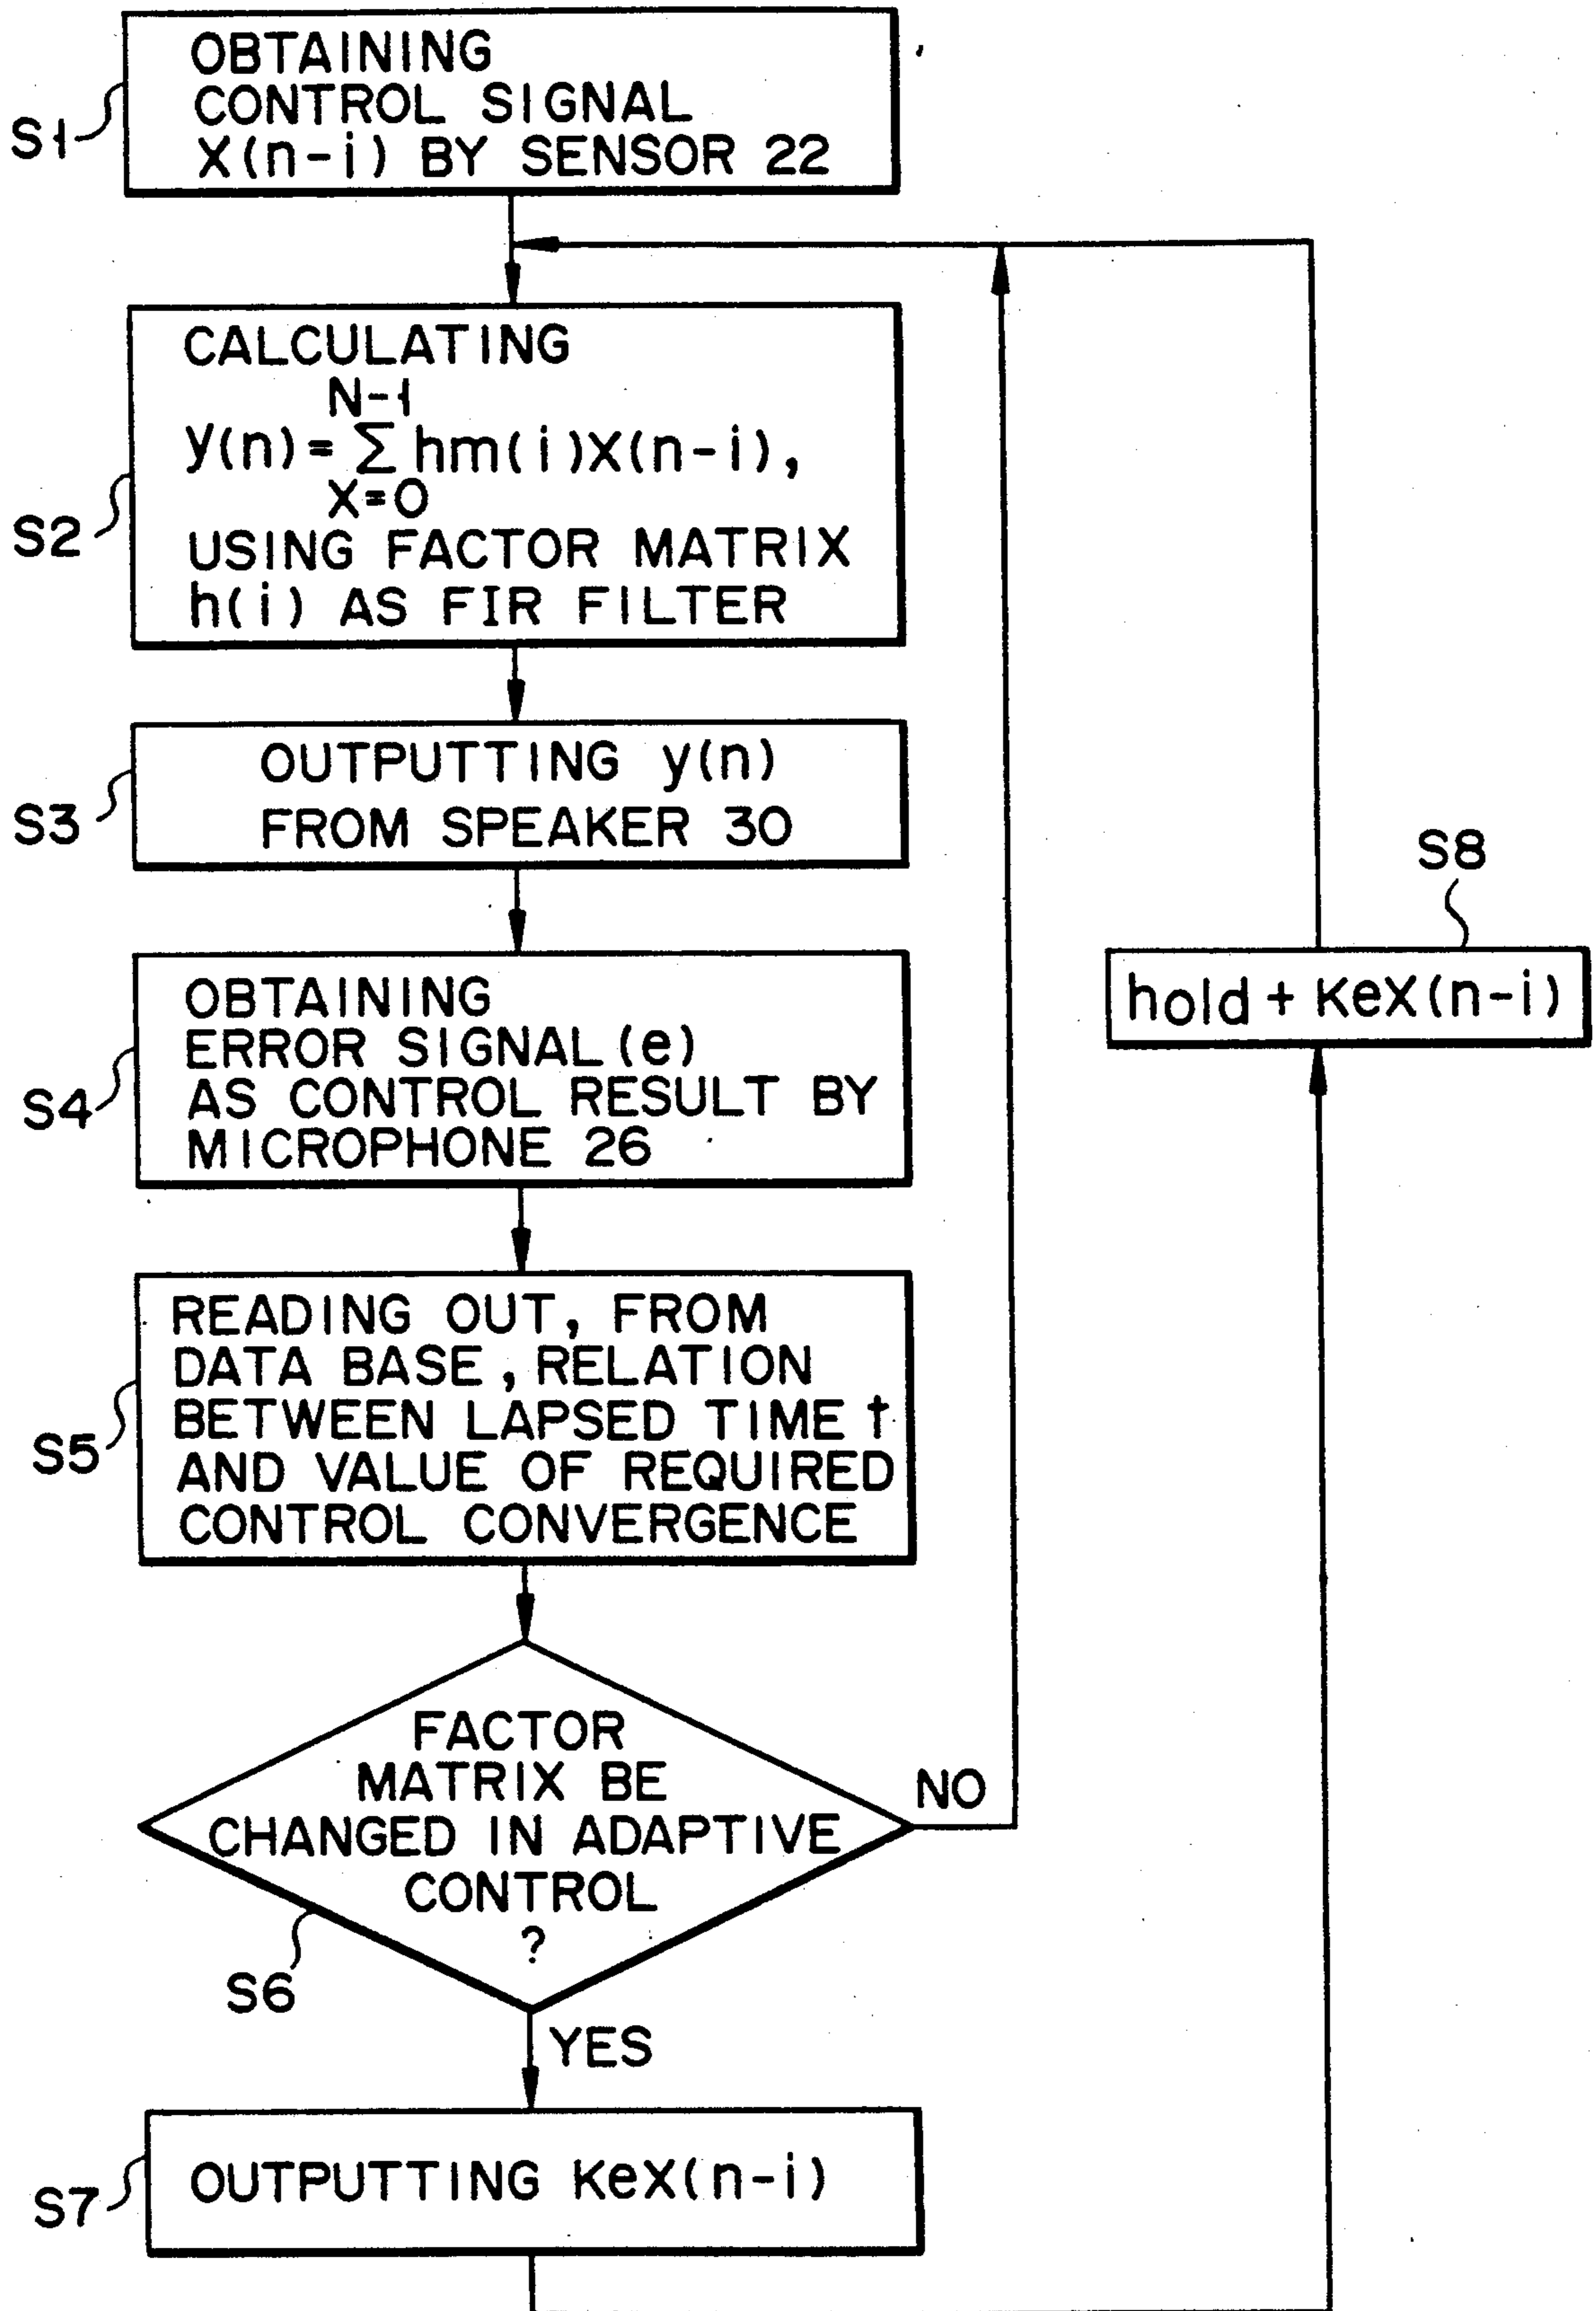 S1
OBTAINING
CONTROL SIGNAL
X(n-i) BY SENSOR 22
S2
CALCULATING
N-1
y(n)=Σhm(i)X(n-i),
X=0
USING FACTOR MATRIX
h(i) AS FIR FILTER
S3
OUTPUTTING y(n)
FROM SPEAKER 30
S4
OBTAINING
ERROR SIGNAL(e)
AS CONTROL RESULT BY
MICROPHONE 26
S5
READING OUT, FROM
DATA BASE, RELATION
BETWEEN LAPSED TIME t
AND VALUE OF REQUIRED
CONTROL CONVERGENCE
FACTOR
MATRIX BE
CHANGED IN ADAPTIVE
CONTROL
?
S6
NO
YES
S7
OUTPUTTING KeX(n-i)
S8
hold + KeX(n-i)